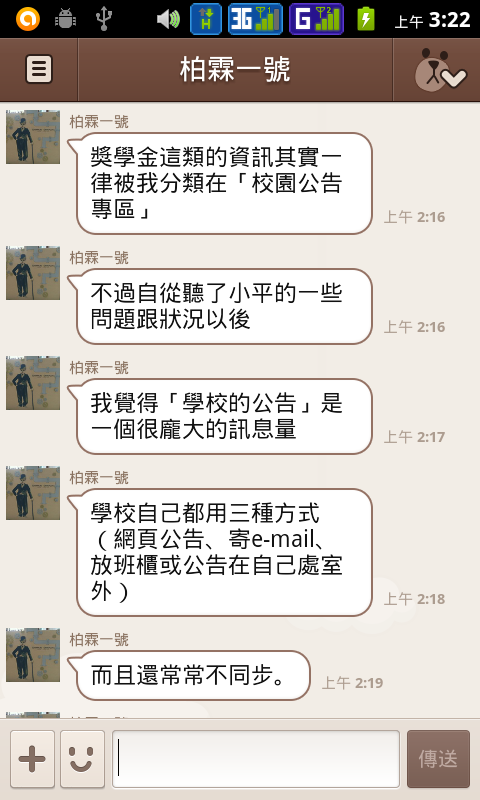 3G
1
G
2
上午 3:22
柏霖一號
柏霖一號
獎學金這類的資訊其實一
律被我分類在「校園公告
專區」
上午 2:16
柏霖一號
不過自從聽了小平的一些
問題跟狀況以後
上午 2:16
柏霖一號
我覺得「學校的公告」是
一個很龐大的訊息量
上午 2:17
柏霖一號
學校自己都用三種方式
（網頁公告、寄e-mail、
放班櫃或公告在自己處室
外）
上午 2:18
柏霖一號
而且還常常不同步。
上午 2:19
傳送